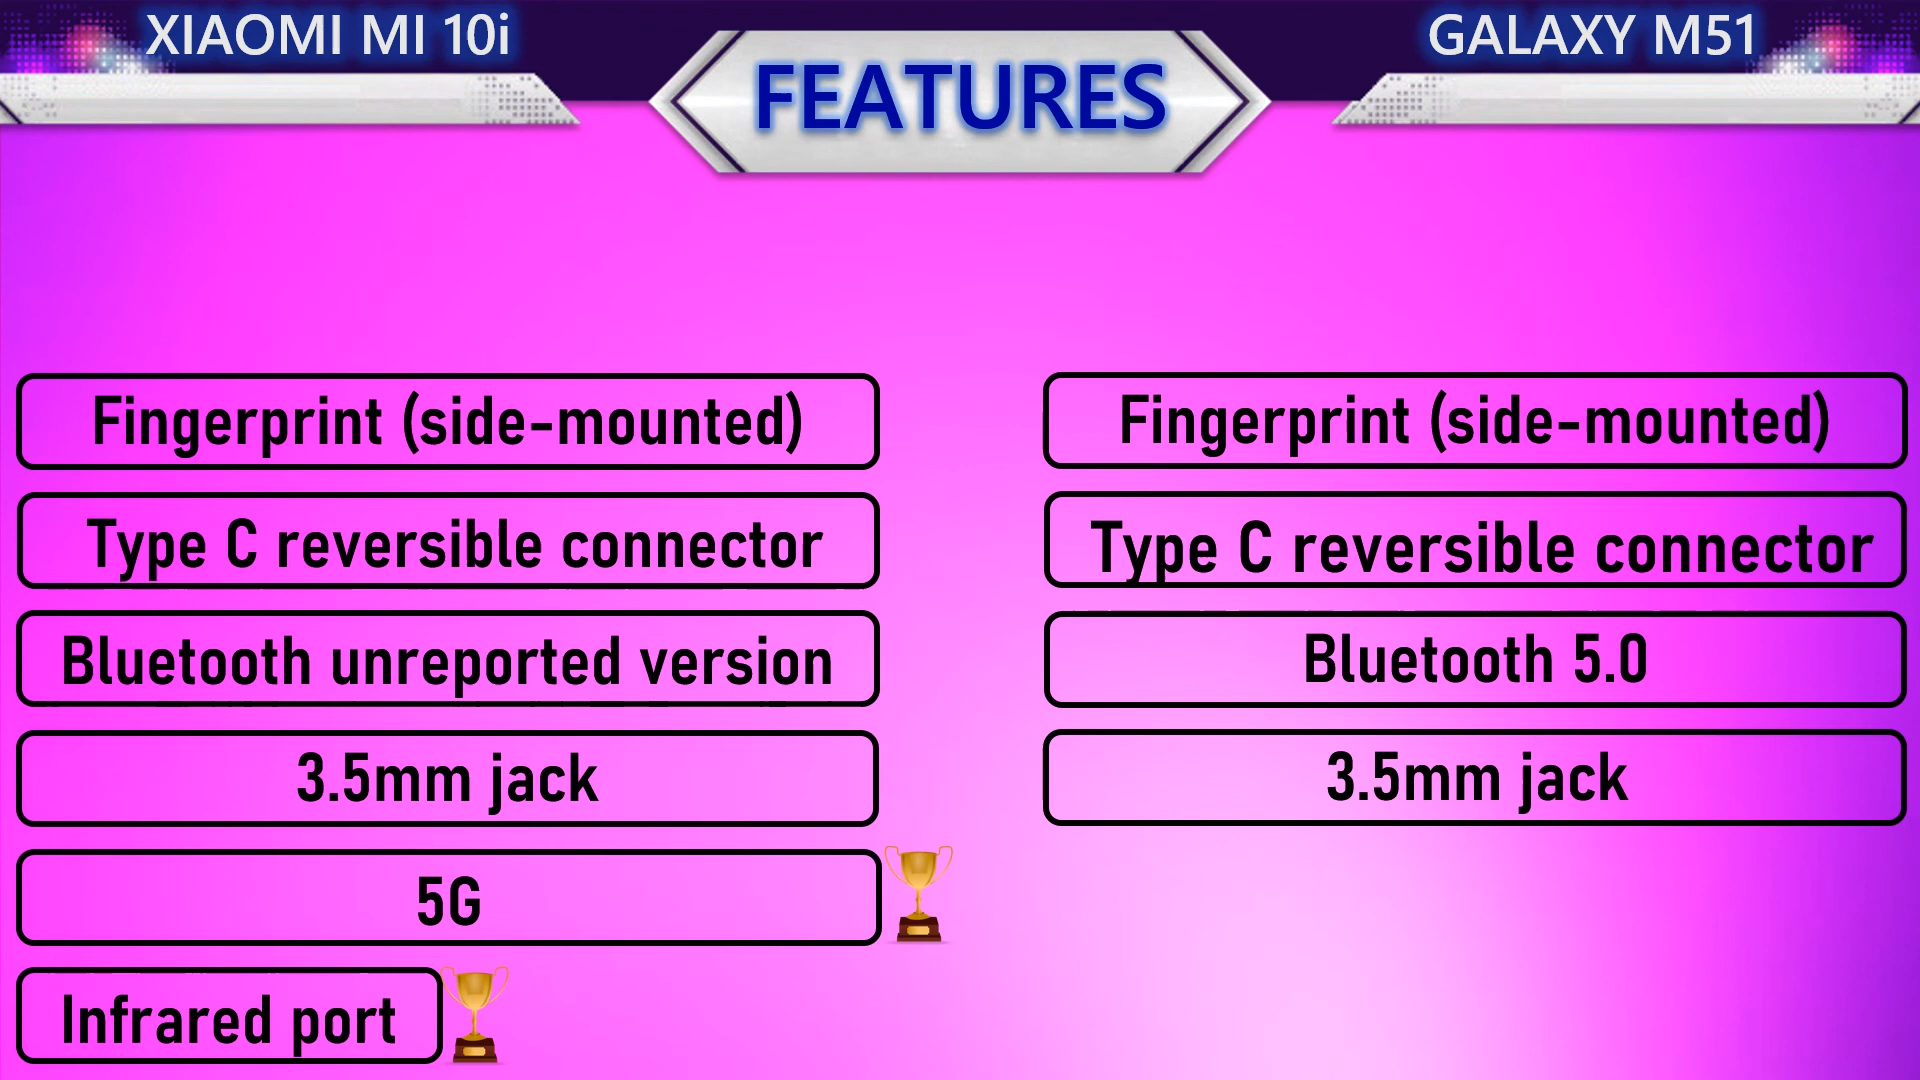 XIAOMI MI 10i
FEATURES
GALAXY M51
Fingerprint (side-mounted)
Type C reversible connector
Bluetooth unreported version
3.5mm jack
5G
Infrared port
Fingerprint (side-mounted)
Type C reversible connector
Bluetooth 5.0
3.5mm jack